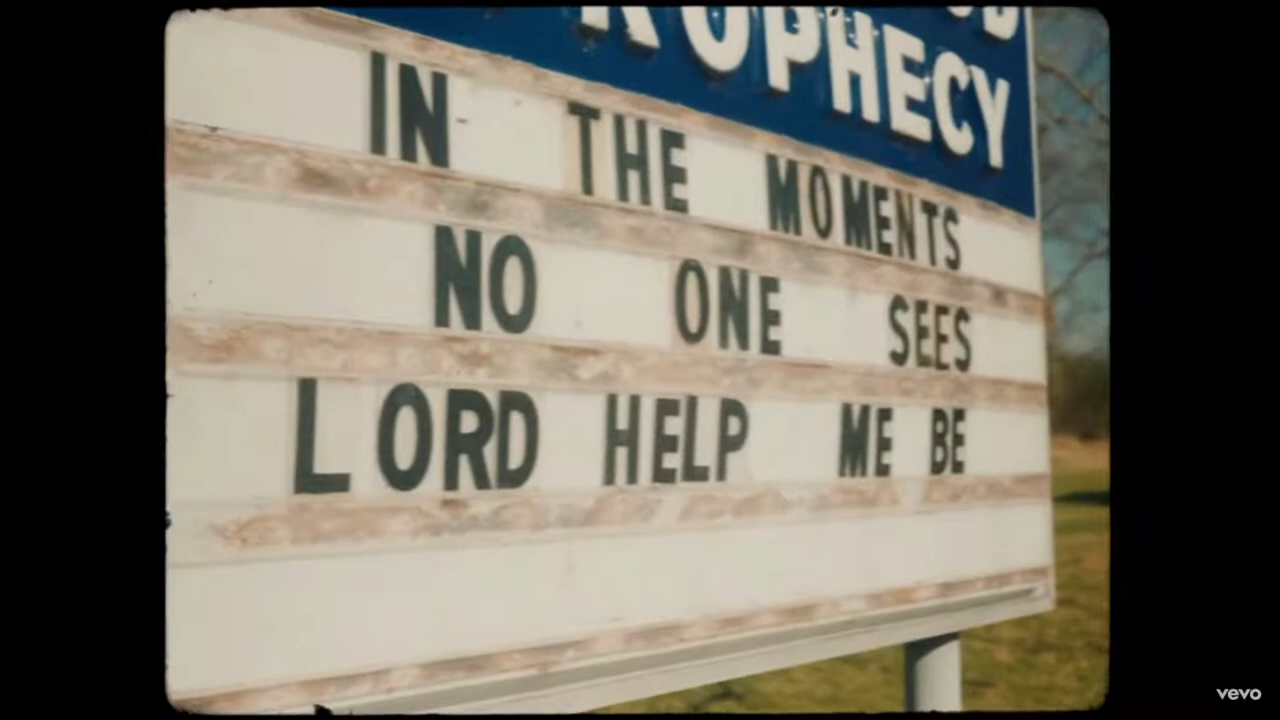 ROPHECY
IN THE MOMENTS
NO ONE SEES
LORD HELP ME BE
vevo